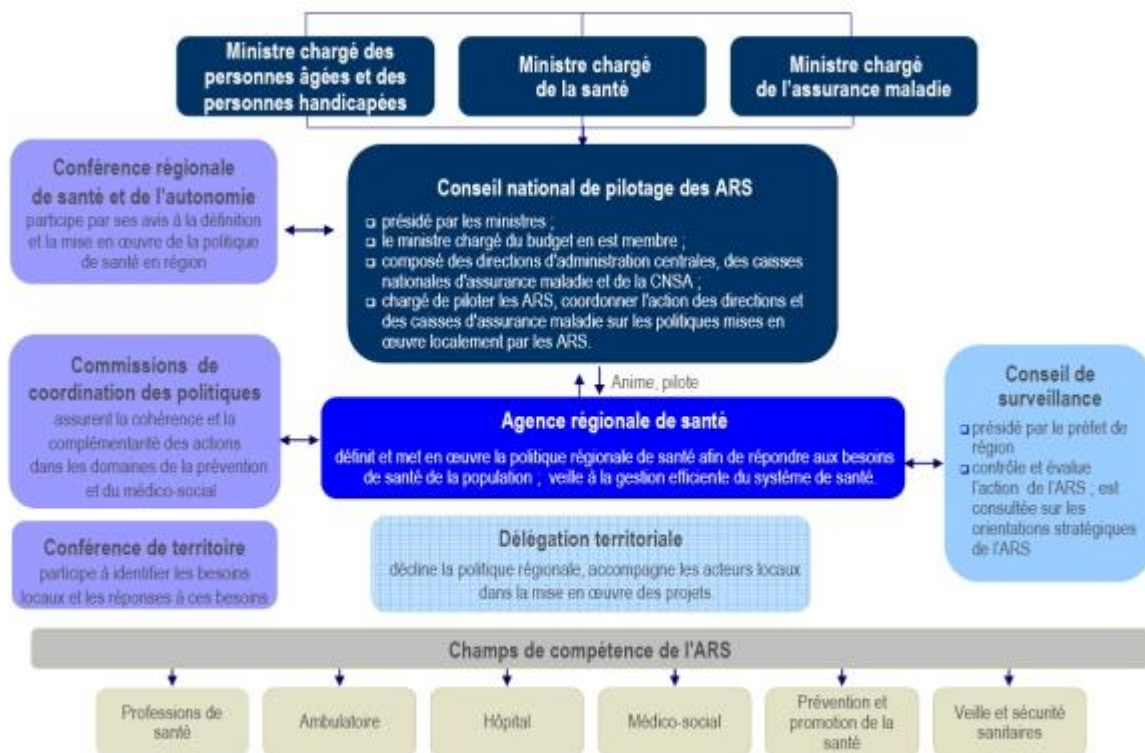 Ministre chargé des
personnes âgées et des
personnes handicapées
Ministre chargé
de la santé
Ministre chargé
de l'assurance maladie
Conférence régionale
de santé et de l'autonomie
participe par ses avis à la définition
et la mise en œuvre de la politique
de santé en région
Conseil national de pilotage des ARS
❑ présidé par les ministres ;
❑ le ministre chargé du budget en est membre ;
❑ composé des directions d'administration centrales, des caisses
nationales d'assurance maladie et de la CNSA ;
❑ chargé de piloter les ARS, coordonner l'action des directions et
des caisses d'assurance maladie sur les politiques mises en
œuvre localement par les ARS.
Anime, pilote
Commissions de
coordination des politiques
assurent la cohérence et la
complémentarité des actions
dans les domaines de la prévention
et du médico-social
Agence régionale de santé
définit et met en œuvre la politique régionale de santé afin de répondre aux besoins
de santé de la population ; veille à la gestion efficiente du système de santé.
Conseil de
surveillance
❑ présidé par le préfet de
région
❑ contrôle et évalue
l'action de l'ARS ; est
consultée sur les
orientations stratégiques
de l'ARS
Conférence de territoire
participe à identifier les besoins
locaux et les réponses à ces besoins
Délégation territoriale
décline la politique régionale, accompagne les acteurs locaux
dans la mise en œuvre des projets.
Champs de compétence de l'ARS
Professions de
santé
Ambulatoire
Hôpital
Médico-social
Prévention et
promotion de la
santé
Veille et sécurité
sanitaires